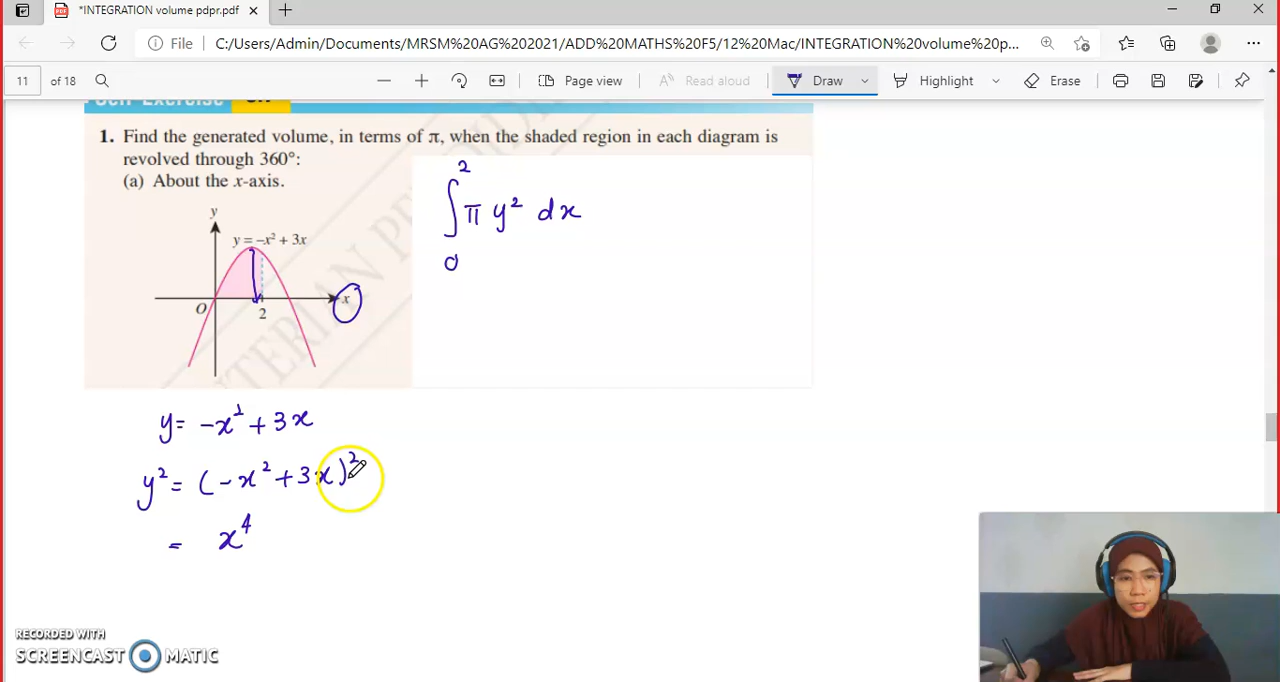 *INTEGRATION volume pdpr.pdf
File C:/Users/Admin/Documents/MRSM%20AG%202021/ADD%20MATHS%20F5/12%20Mac/INTEGRATION%20volume%20p...
11 of 18 Page view Read aloud Draw Highlight Erase
Self-Exercise
1. Find the generated volume, in terms of π, when the shaded region in each diagram is
revolved through 360°:
(a) About the x-axis.
y
y = –x² + 3x
O 2 x
∫₀² π y² dx
y = -x² + 3x
y² = (-x² + 3x)²
= x⁴
RECORDED WITH
SCREENCAST MATIC